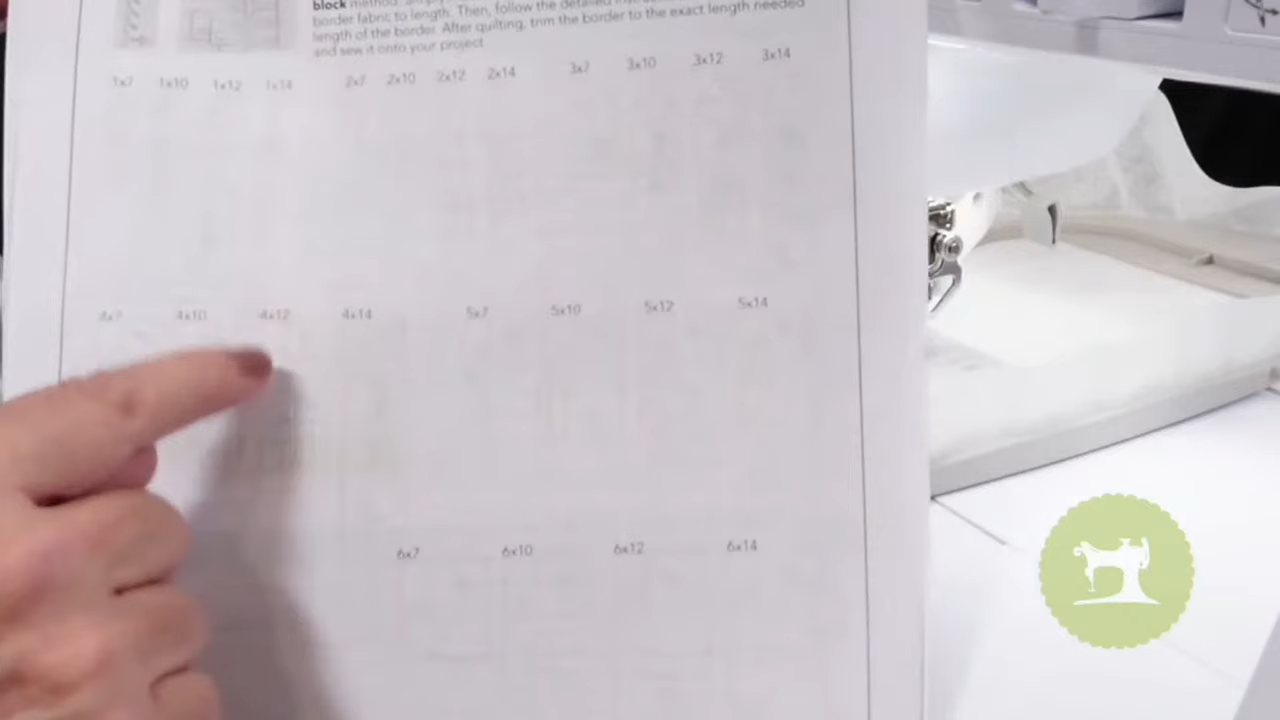 block method.
border fabric to length. Then, follow the detailed
length of the border. After quilting, trim the border to the exact length needed
and sew it onto your project.
1x7 1x10 1x12 1x14 2x7 2x10 2x12 2x14 3x7 3x10 3x12 3x14
4x7 4x10 4x12 4x14 5x7 5x10 5x12 5x14
6x7 6x10 6x12 6x14